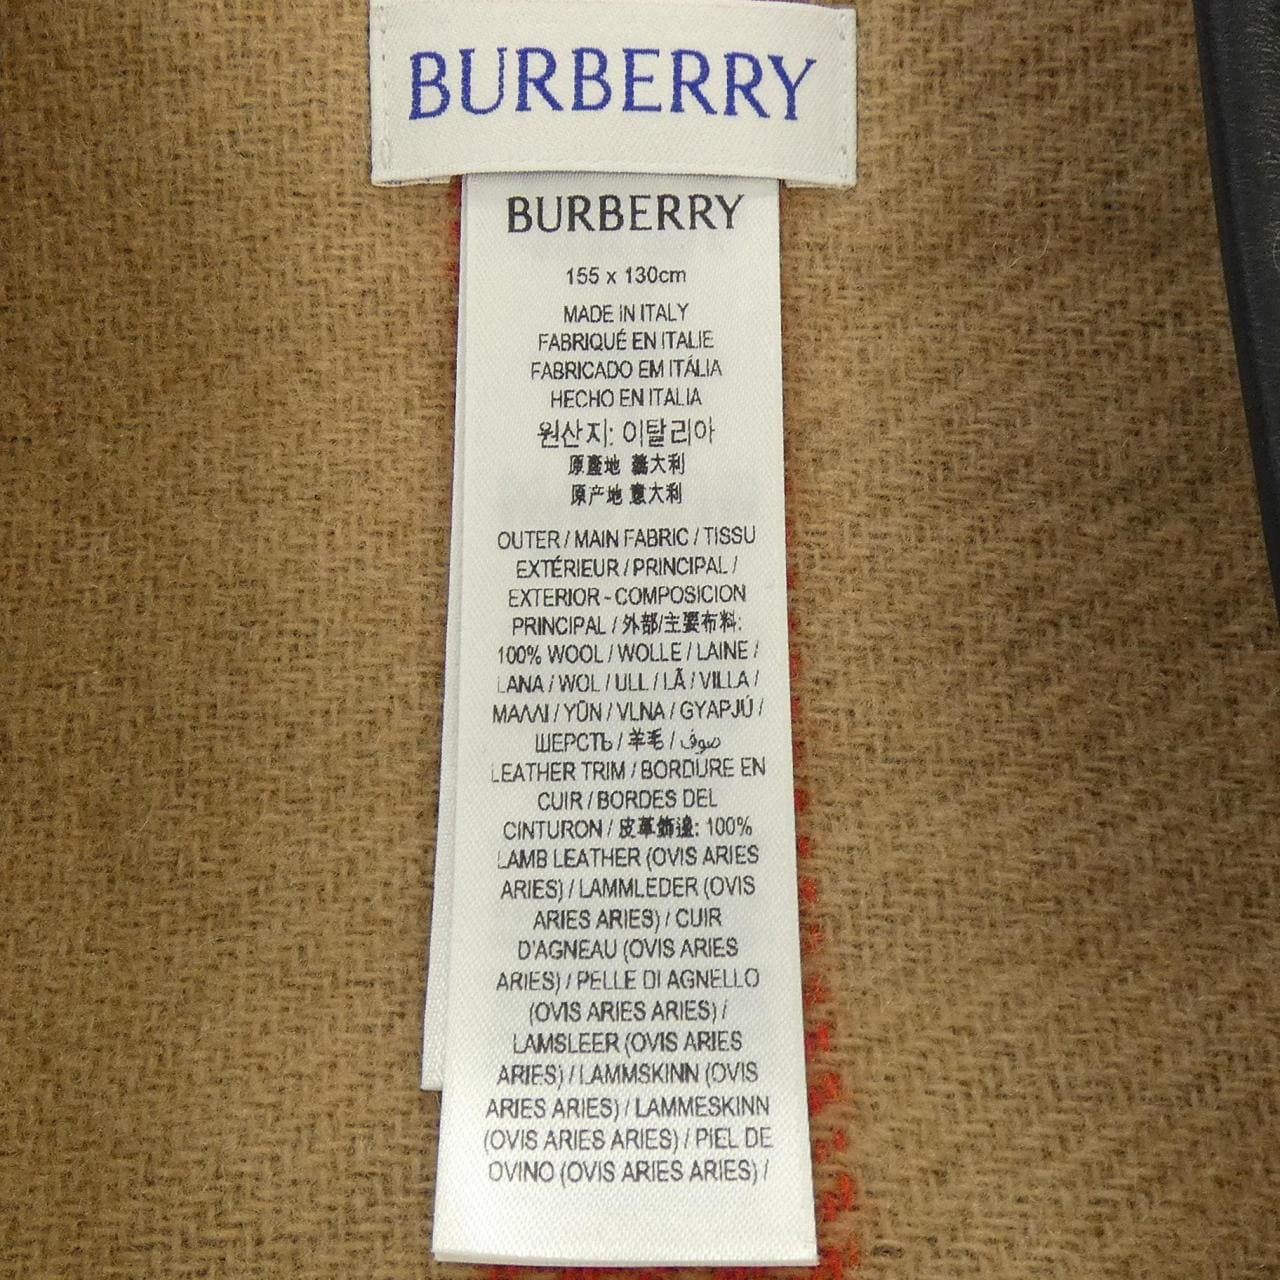 BURBERRY
BURBERRY
155 x 130cm
MADE IN ITALY
FABRIQUÉ EN ITALIE
FABRICADO EM ITÁLIA
HECHO EN ITALIA
원산지: 이탈리아
原產地 義大利
原产地 意大利
OUTER / MAIN FABRIC / TISSU
EXTÉRIEUR / PRINCIPAL /
EXTERIOR - COMPOSICION
PRINCIPAL / 外部/主要布料:
100% WOOL / WOLLE / LAINE /
LANA / WOL / ULL / LÃ / VILLA /
ΜΑΛΛΙ / YÜN / VLNA / GYAPJÚ /
ШЕРСТЬ / 羊毛 / صوف
LEATHER TRIM / BORDURE EN
CUIR / BORDES DEL
CINTURON / 皮革飾邊: 100%
LAMB LEATHER (OVIS ARIES
ARIES) / LAMMLEDER (OVIS
ARIES ARIES) / CUIR
D'AGNEAU (OVIS ARIES
ARIES) / PELLE DI AGNELLO
(OVIS ARIES ARIES) /
LAMSLEER (OVIS ARIES
ARIES) / LAMMSKINN (OVIS
ARIES ARIES) / LAMMESKINN
(OVIS ARIES ARIES) / PIEL DE
OVINO (OVIS ARIES ARIES) /